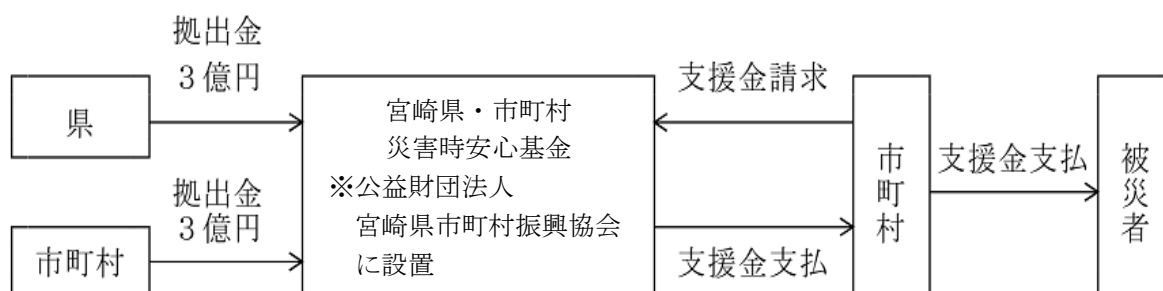 拠出金
３億円
県
拠出金
３億円
市町村
宮崎県・市町村
災害時安心基金
※公益財団法人
宮崎県市町村振興協会
に設置
支援金請求
支援金支払
市町村
支援金支払
被災者